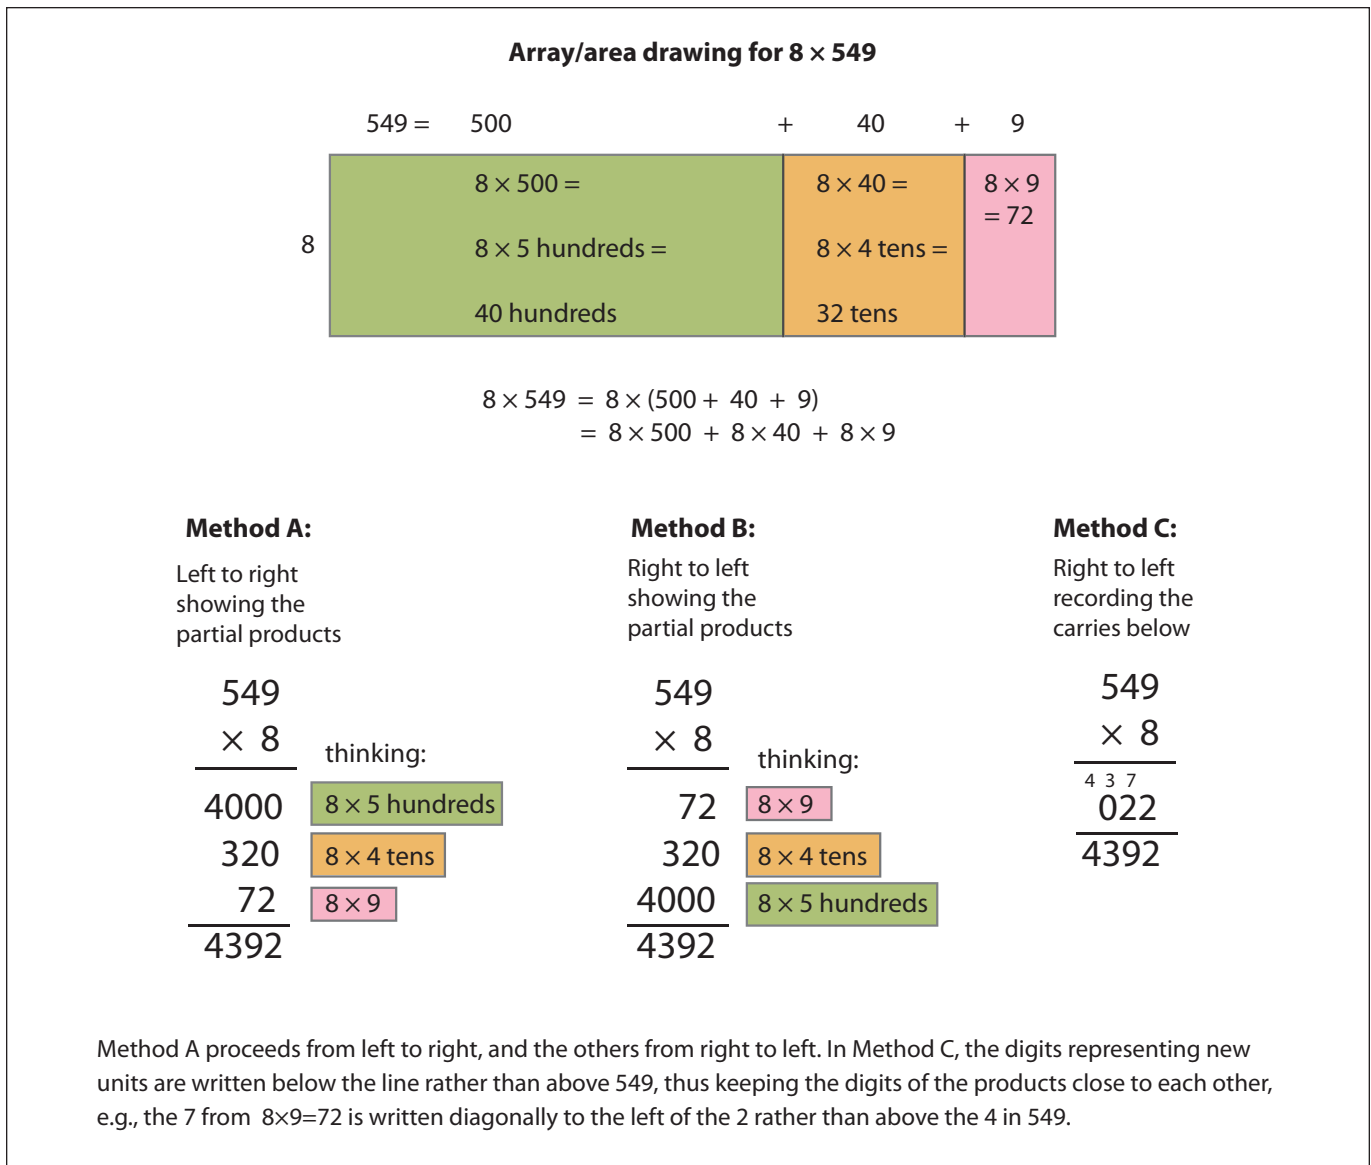 Array/area drawing for 8 × 549
549 = 500 + 40 + 9
8 × 500 = 8 × 40 = 8 × 9
= 72
8 8 × 5 hundreds = 8 × 4 tens =
40 hundreds 32 tens
8 × 549 = 8 × (500 + 40 + 9)
= 8 × 500 + 8 × 40 + 8 × 9
Method A:
Left to right
showing the
partial products
549
× 8
thinking:
4000 8 × 5 hundreds
320 8 × 4 tens
72 8 × 9
4392
Method B:
Right to left
showing the
partial products
549
× 8
thinking:
72 8 × 9
320 8 × 4 tens
4000 8 × 5 hundreds
4392
Method C:
Right to left
recording the
carries below
549
× 8
4 3 7
022
4392
Method A proceeds from left to right, and the others from right to left. In Method C, the digits representing new
units are written below the line rather than above 549, thus keeping the digits of the products close to each other,
e.g., the 7 from 8×9=72 is written diagonally to the left of the 2 rather than above the 4 in 549.